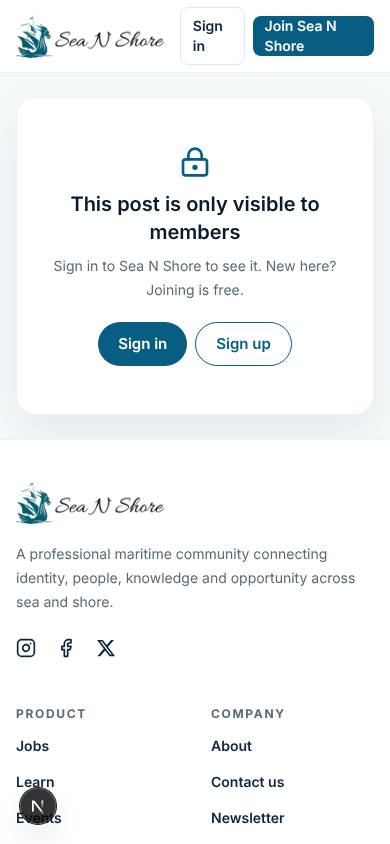 Sea N Shore
Sign
in
Join Sea N
Shore
This post is only visible to
members
Sign in to Sea N Shore to see it. New here?
Joining is free.
Sign in
Sign up
Sea N Shore
A professional maritime community connecting
identity, people, knowledge and opportunity across
sea and shore.
PRODUCT
COMPANY
Jobs
About
Learn
Contact us
N
Events
Newsletter